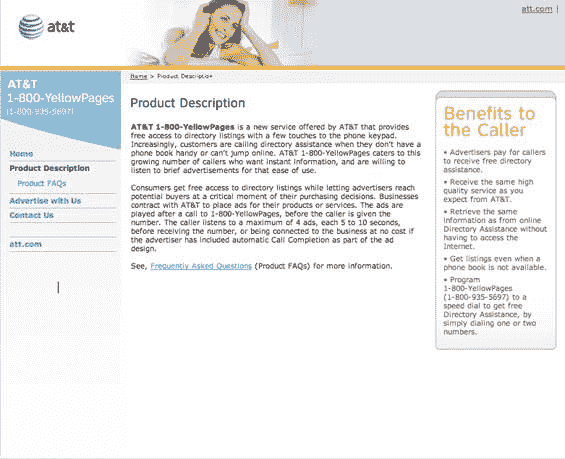 att.com |
at&t
Home > Product Description
AT&T
1-800-YellowPages
(1-800-935-5697)
Home
Product Description
Product FAQs
Advertise with Us
Contact Us
att.com
Product Description
AT&T 1-800-YellowPages is a new service offered by AT&T that provides
free access to directory listings with a few touches to the phone keypad.
Increasingly, customers are calling directory assistance when they don't have a
phone book handy or can't jump online. AT&T 1-800-YellowPages caters to this
growing number of callers who want instant information, and are willing to
listen to brief advertisements for that ease of use.
Consumers get free access to directory listings while letting advertisers reach
potential buyers at a critical moment of their purchasing decisions. Businesses
contract with AT&T to place ads for their products or services. The ads are
played after a call to 1-800-YellowPages, before the caller is given the
number. The caller listens to a maximum of 4 ads, each 5 to 10 seconds,
before receiving the number, or being connected to the business at no cost if
the advertiser has included automatic Call Completion as part of the ad
design.
See, Frequently Asked Questions (Product FAQs) for more information.
Benefits to
the Caller
• Advertisers pay for callers
to receive free directory
assistance.
• Receive the same high
quality service as you
expect from AT&T.
• Retrieve the same
information as from online
Directory Assistance without
having to access the
Internet.
• Get listings even when a
phone book is not available.
• Program
1-800-YellowPages
(1-800-935-5697) to a
speed dial to get free
Directory Assistance, by
simply dialing one or two
numbers.